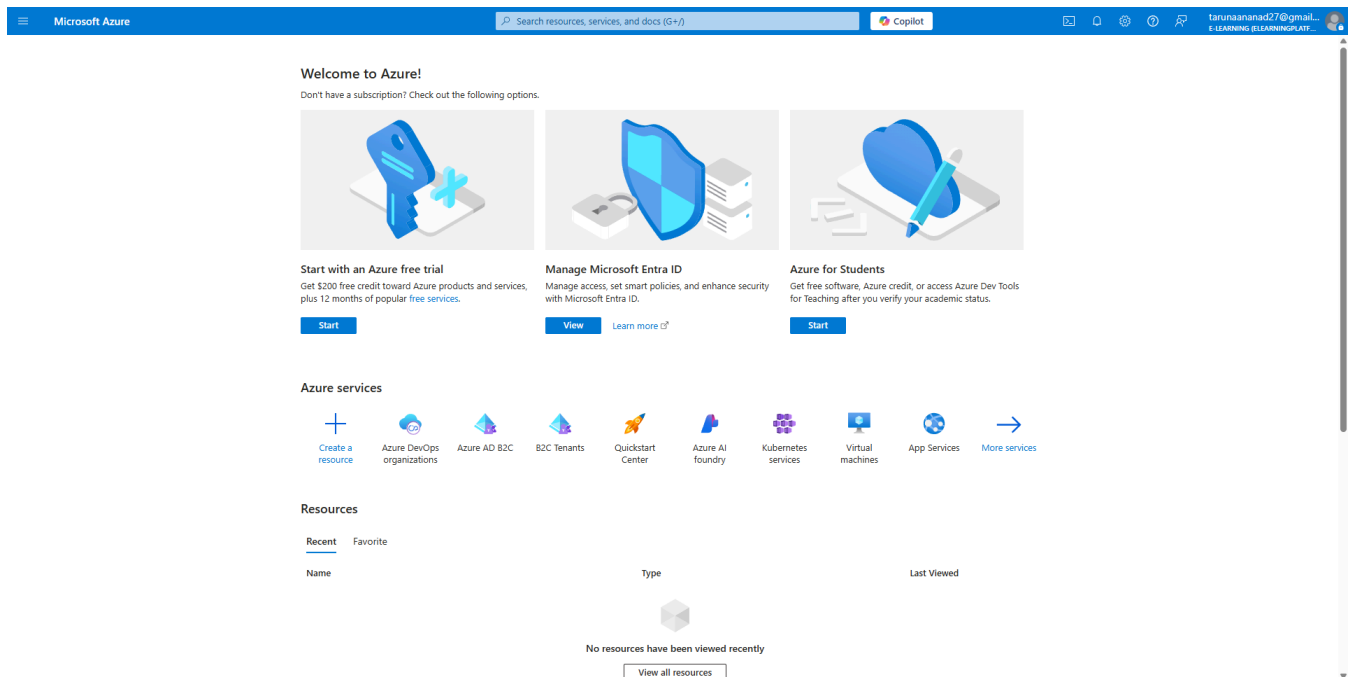 Microsoft Azure
Search resources, services, and docs (G+/)
Copilot
tarunaananad27@gmail...
E-LEARNING (ELEARNINGPLATF...
Welcome to Azure!
Don't have a subscription? Check out the following options.
Start with an Azure free trial
Get $200 free credit toward Azure products and services,
plus 12 months of popular free services.
Start
Manage Microsoft Entra ID
Manage access, set smart policies, and enhance security
with Microsoft Entra ID.
View
Learn more
Azure for Students
Get free software, Azure credit, or access Azure Dev Tools
for Teaching after you verify your academic status.
Start
Azure services
Create a
resource
Azure DevOps
organizations
Azure AD B2C
B2C Tenants
Quickstart
Center
Azure AI
foundry
Kubernetes
services
Virtual
machines
App Services
More services
Resources
Recent
Favorite
Name
Type
Last Viewed
No resources have been viewed recently
View all resources